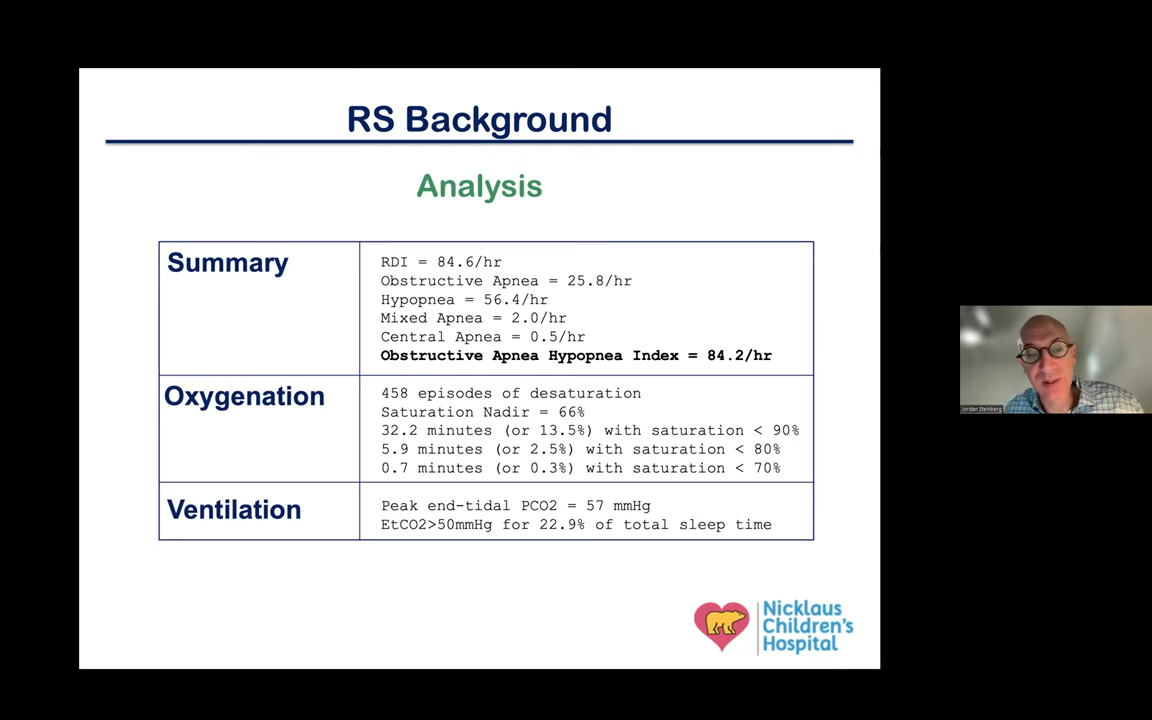 RS Background
Analysis
Summary
RDI = 84.6/hr
Obstructive Apnea = 25.8/hr
Hypopnea = 56.4/hr
Mixed Apnea = 2.0/hr
Central Apnea = 0.5/hr
Obstructive Apnea Hypopnea Index = 84.2/hr
Oxygenation
458 episodes of desaturation
Saturation Nadir = 66%
32.2 minutes (or 13.5%) with saturation < 90%
5.9 minutes (or 2.5%) with saturation < 80%
0.7 minutes (or 0.3%) with saturation < 70%
Ventilation
Peak end-tidal PCO2 = 57 mmHg
EtCO2>50mmHg for 22.9% of total sleep time
Nicklaus
Children's
Hospital
Jordan Steinberg